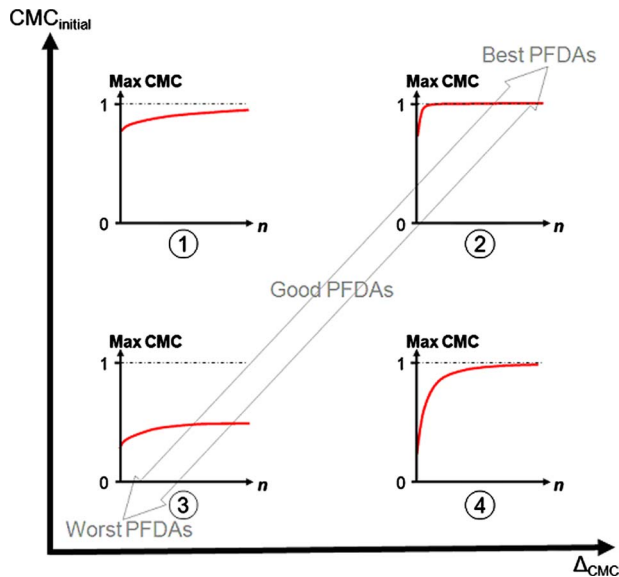 CMCinitial
Best PFDAs
Max CMC
1
0
n
1
Max CMC
1
0
n
2
Good PFDAs
Max CMC
1
0
n
3
Max CMC
1
0
n
4
Worst PFDAs
ΔCMC